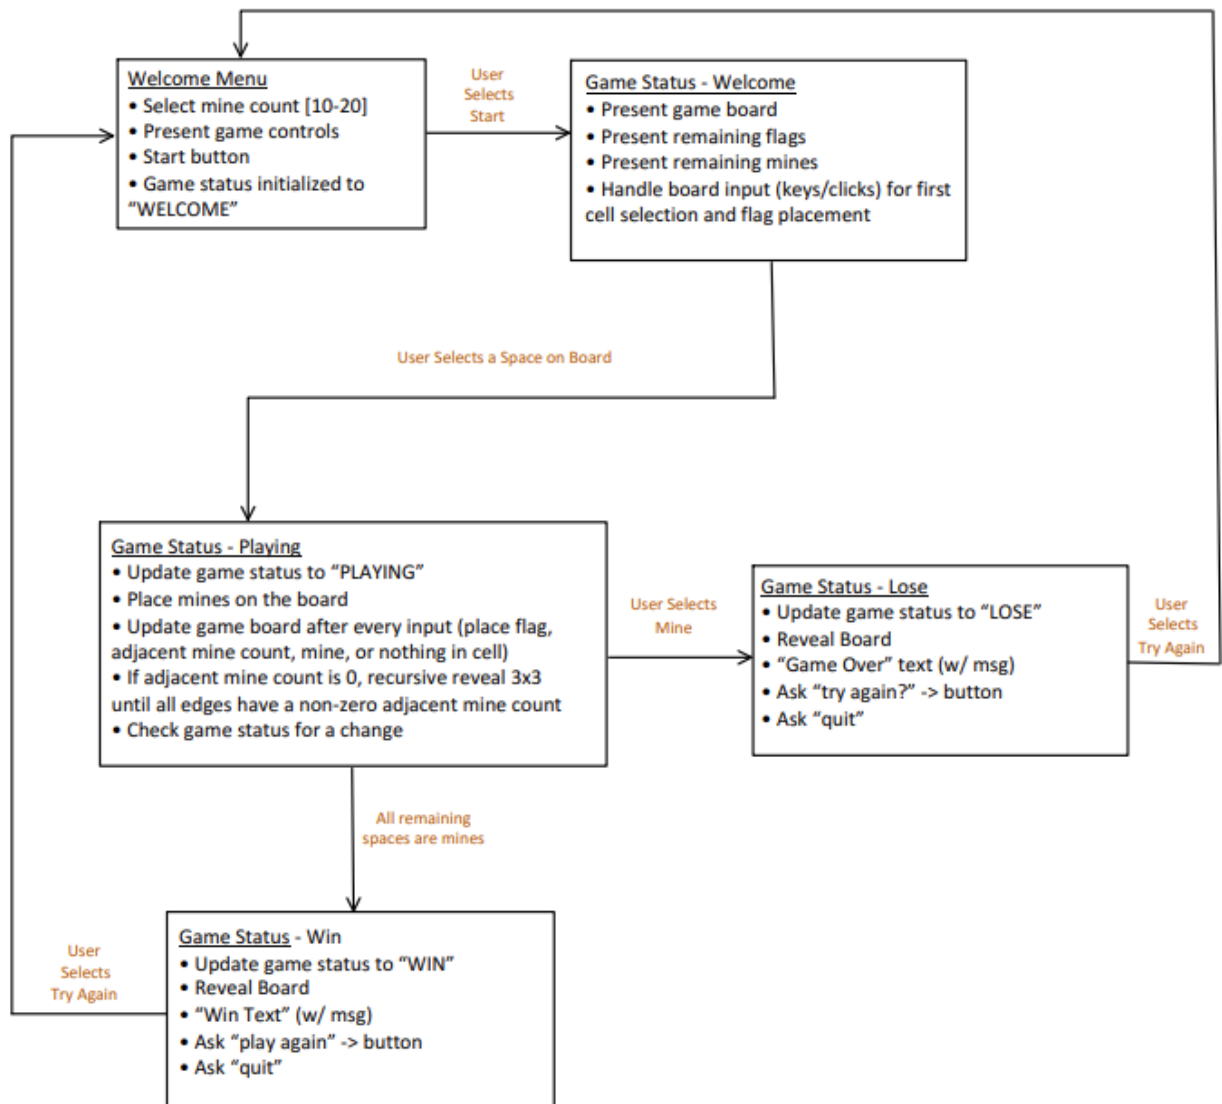 Welcome Menu
• Select mine count [10-20]
• Present game controls
• Start button
• Game status initialized to
“WELCOME”
User
Selects
Start
Game Status - Welcome
• Present game board
• Present remaining flags
• Present remaining mines
• Handle board input (keys/clicks) for first
cell selection and flag placement
User Selects a Space on Board
Game Status - Playing
• Update game status to “PLAYING”
• Place mines on the board
• Update game board after every input (place flag,
adjacent mine count, mine, or nothing in cell)
• If adjacent mine count is 0, recursive reveal 3x3
until all edges have a non-zero adjacent mine count
• Check game status for a change
User Selects
Mine
Game Status - Lose
• Update game status to “LOSE”
• Reveal Board
• “Game Over” text (w/ msg)
• Ask “try again?” -> button
• Ask “quit”
User
Selects
Try Again
All remaining
spaces are mines
User
Selects
Try Again
Game Status - Win
• Update game status to “WIN”
• Reveal Board
• “Win Text” (w/ msg)
• Ask “play again” -> button
• Ask “quit”